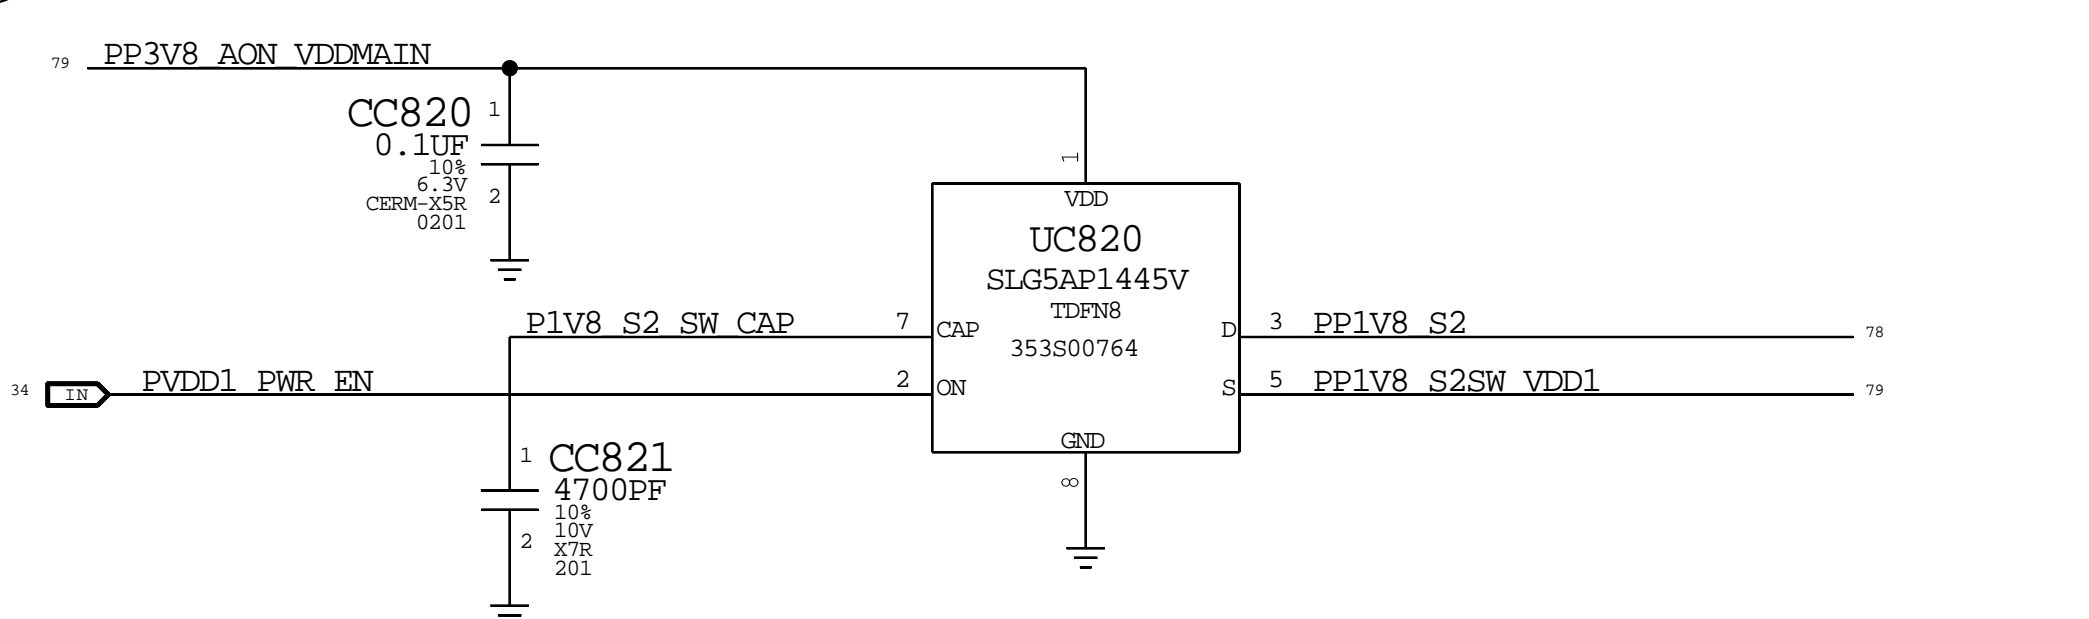 79 PP3V8_AON_VDDMAIN
CC820 1
0.1UF
10%
6.3V
CERM-X5R 2
0201
1
VDD
UC820
SLG5AP1445V
TDFN8
353S00764
P1V8_S2_SW_CAP 7 CAP
D 3 PP1V8_S2 78
34 IN PVDD1_PWR_EN 2 ON
S 5 PP1V8_S2SW_VDD1 79
GND
8
1 CC821
4700PF
10%
10V
2 X7R
201